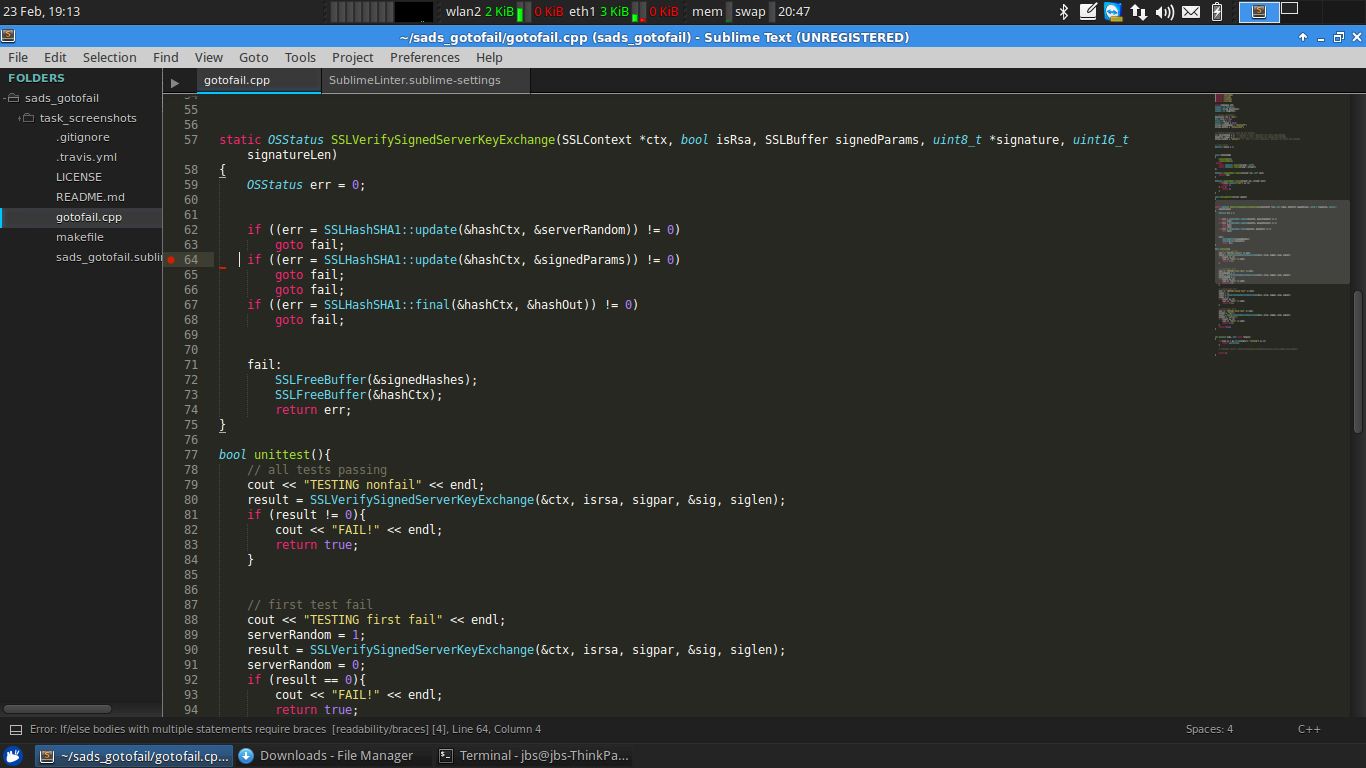 23 Feb, 19:13 wlan2 2 KiB 0 KiB eth1 3 KiB 0 KiB mem swap 20:47
~/sads_gotofail/gotofail.cpp (sads_gotofail) - Sublime Text (UNREGISTERED)
File Edit Selection Find View Goto Tools Project Preferences Help
FOLDERS
sads_gotofail
task_screenshots
.gitignore
.travis.yml
LICENSE
README.md
gotofail.cpp
makefile
sads_gotofail.subli
gotofail.cpp SublimeLinter.sublime-settings
54
55
56
57 static OSStatus SSLVerifySignedServerKeyExchange(SSLContext *ctx, bool isRsa, SSLBuffer signedParams, uint8_t *signature, uint16_t
signatureLen)
58 {
59 OSStatus err = 0;
60
61
62 if ((err = SSLHashSHA1::update(&hashCtx, &serverRandom)) != 0)
63 goto fail;
64 if ((err = SSLHashSHA1::update(&hashCtx, &signedParams)) != 0)
65 goto fail;
66 goto fail;
67 if ((err = SSLHashSHA1::final(&hashCtx, &hashOut)) != 0)
68 goto fail;
69
70
71 fail:
72 SSLFreeBuffer(&signedHashes);
73 SSLFreeBuffer(&hashCtx);
74 return err;
75 }
76
77 bool unittest(){
78 // all tests passing
79 cout << "TESTING nonfail" << endl;
80 result = SSLVerifySignedServerKeyExchange(&ctx, isrsa, sigpar, &sig, siglen);
81 if (result != 0){
82 cout << "FAIL!" << endl;
83 return true;
84 }
85
86
87 // first test fail
88 cout << "TESTING first fail" << endl;
89 serverRandom = 1;
90 result = SSLVerifySignedServerKeyExchange(&ctx, isrsa, sigpar, &sig, siglen);
91 serverRandom = 0;
92 if (result == 0){
93 cout << "FAIL!" << endl;
94 return true;
Error: If/else bodies with multiple statements require braces [readability/braces] [4], Line 64, Column 4 Spaces: 4 C++
~/sads_gotofail/gotofail.cp... Downloads - File Manager Terminal - jbs@jbs-ThinkPa...